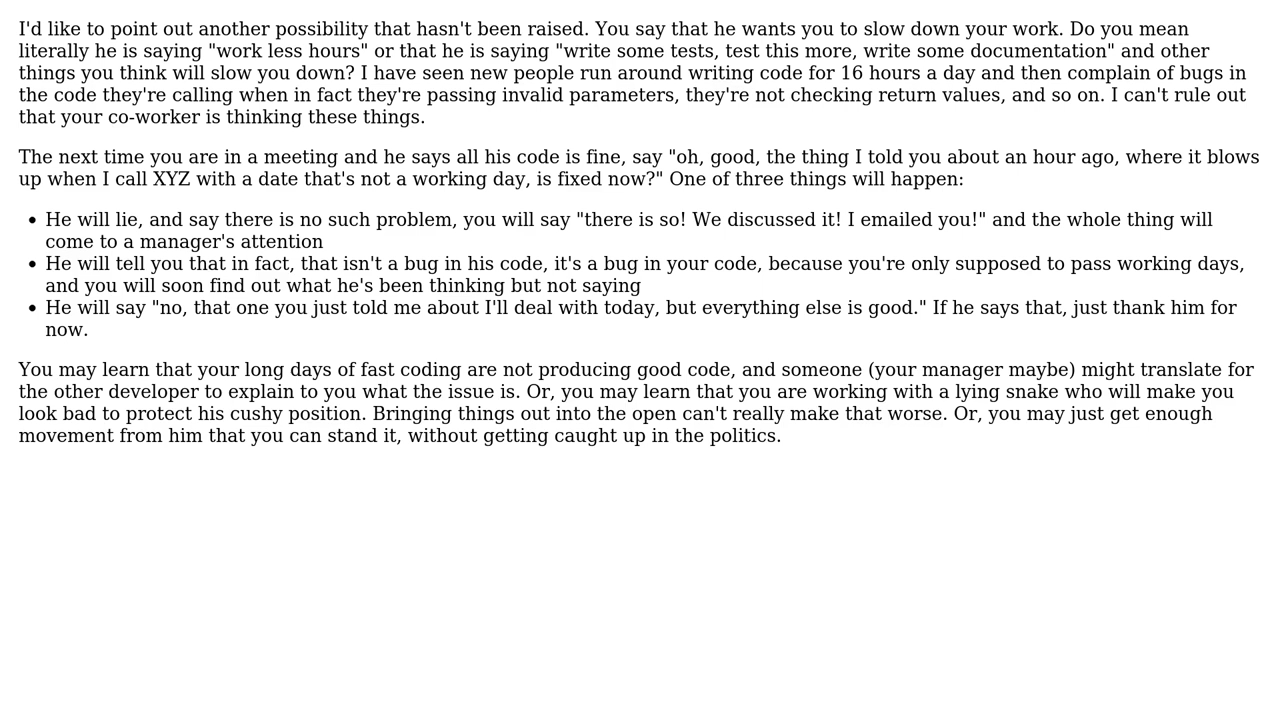 I'd like to point out another possibility that hasn't been raised. You say that he wants you to slow down your work. Do you mean
literally he is saying "work less hours" or that he is saying "write some tests, test this more, write some documentation" and other
things you think will slow you down? I have seen new people run around writing code for 16 hours a day and then complain of bugs in
the code they're calling when in fact they're passing invalid parameters, they're not checking return values, and so on. I can't rule out
that your co-worker is thinking these things.
The next time you are in a meeting and he says all his code is fine, say "oh, good, the thing I told you about an hour ago, where it blows
up when I call XYZ with a date that's not a working day, is fixed now?" One of three things will happen:
• He will lie, and say there is no such problem, you will say "there is so! We discussed it! I emailed you!" and the whole thing will
come to a manager's attention
• He will tell you that in fact, that isn't a bug in his code, it's a bug in your code, because you're only supposed to pass working days,
and you will soon find out what he's been thinking but not saying
• He will say "no, that one you just told me about I'll deal with today, but everything else is good." If he says that, just thank him for
now.
You may learn that your long days of fast coding are not producing good code, and someone (your manager maybe) might translate for
the other developer to explain to you what the issue is. Or, you may learn that you are working with a lying snake who will make you
look bad to protect his cushy position. Bringing things out into the open can't really make that worse. Or, you may just get enough
movement from him that you can stand it, without getting caught up in the politics.